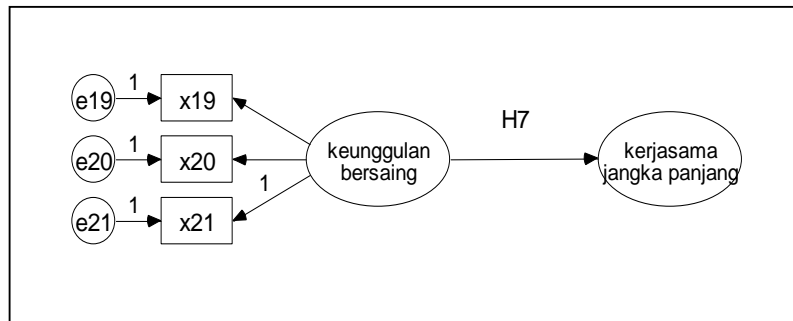 e19 1 x19
e20 1 x20
e21 1 x21
1
keunggulan
bersaing
H7
kerjasama
jangka panjang